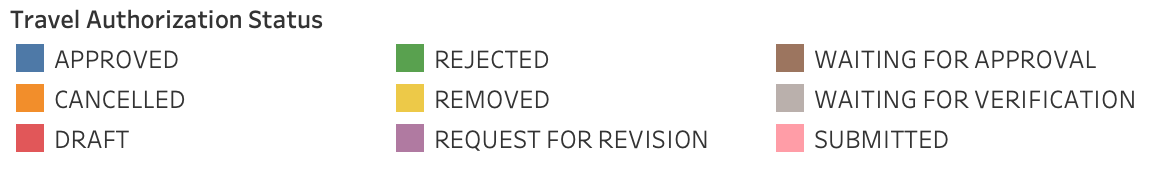 Travel Authorization Status
APPROVED
CANCELLED
DRAFT
REJECTED
REMOVED
REQUEST FOR REVISION
WAITING FOR APPROVAL
WAITING FOR VERIFICATION
SUBMITTED